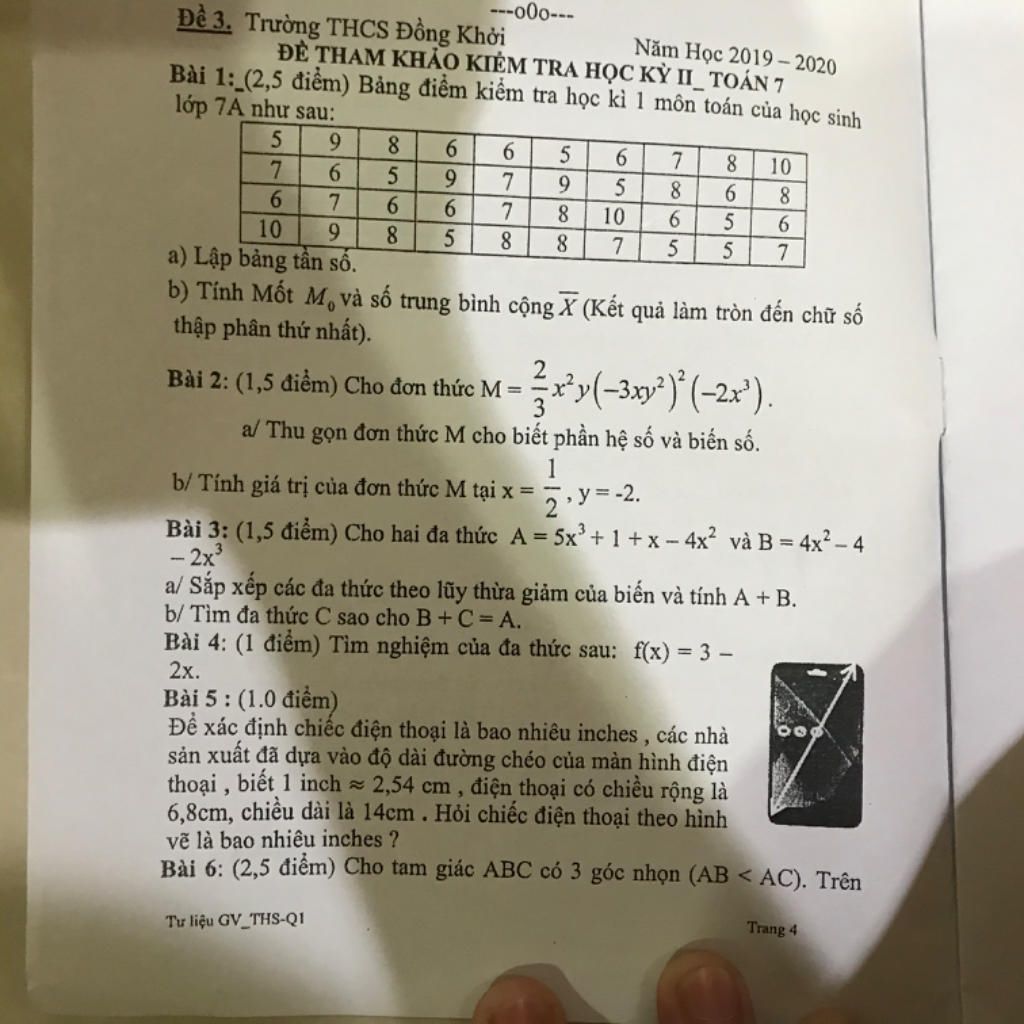 ---o0o---
Đề 3. Trường THCS Đồng Khởi
Năm Học 2019 – 2020
ĐỀ THAM KHẢO KIỂM TRA HỌC KỲ II_ TOÁN 7
Bài 1:_(2,5 điểm) Bảng điểm kiểm tra học kì 1 môn toán của học sinh
lớp 7A như sau:
5 9 8 6 6 5 6 7 8 10
7 6 5 9 7 9 5 8 6 8
6 7 6 6 7 8 10 6 5 6
10 9 8 5 8 8 7 5 5 7
a) Lập bảng tần số.
b) Tính Mốt M₀ và số trung bình cộng X̅ (Kết quả làm tròn đến chữ số
thập phân thứ nhất).
Bài 2: (1,5 điểm) Cho đơn thức M = 2/3 x²y(−3xy²)²(−2x³).
a/ Thu gọn đơn thức M cho biết phần hệ số và biến số.
b/ Tính giá trị của đơn thức M tại x = 1/2, y = -2.
Bài 3: (1,5 điểm) Cho hai đa thức A = 5x³ + 1 + x – 4x² và B = 4x² – 4
– 2x³
a/ Sắp xếp các đa thức theo lũy thừa giảm của biến và tính A + B.
b/ Tìm đa thức C sao cho B + C = A.
Bài 4: (1 điểm) Tìm nghiệm của đa thức sau: f(x) = 3 –
2x.
Bài 5 : (1.0 điểm)
Để xác định chiếc điện thoại là bao nhiêu inches , các nhà
sản xuất đã dựa vào độ dài đường chéo của màn hình điện
thoại , biết 1 inch ≈ 2,54 cm , điện thoại có chiều rộng là
6,8cm, chiều dài là 14cm . Hỏi chiếc điện thoại theo hình
vẽ là bao nhiêu inches ?
Bài 6: (2,5 điểm) Cho tam giác ABC có 3 góc nhọn (AB < AC). Trên
Tư liệu GV_THS-Q1
Trang 4